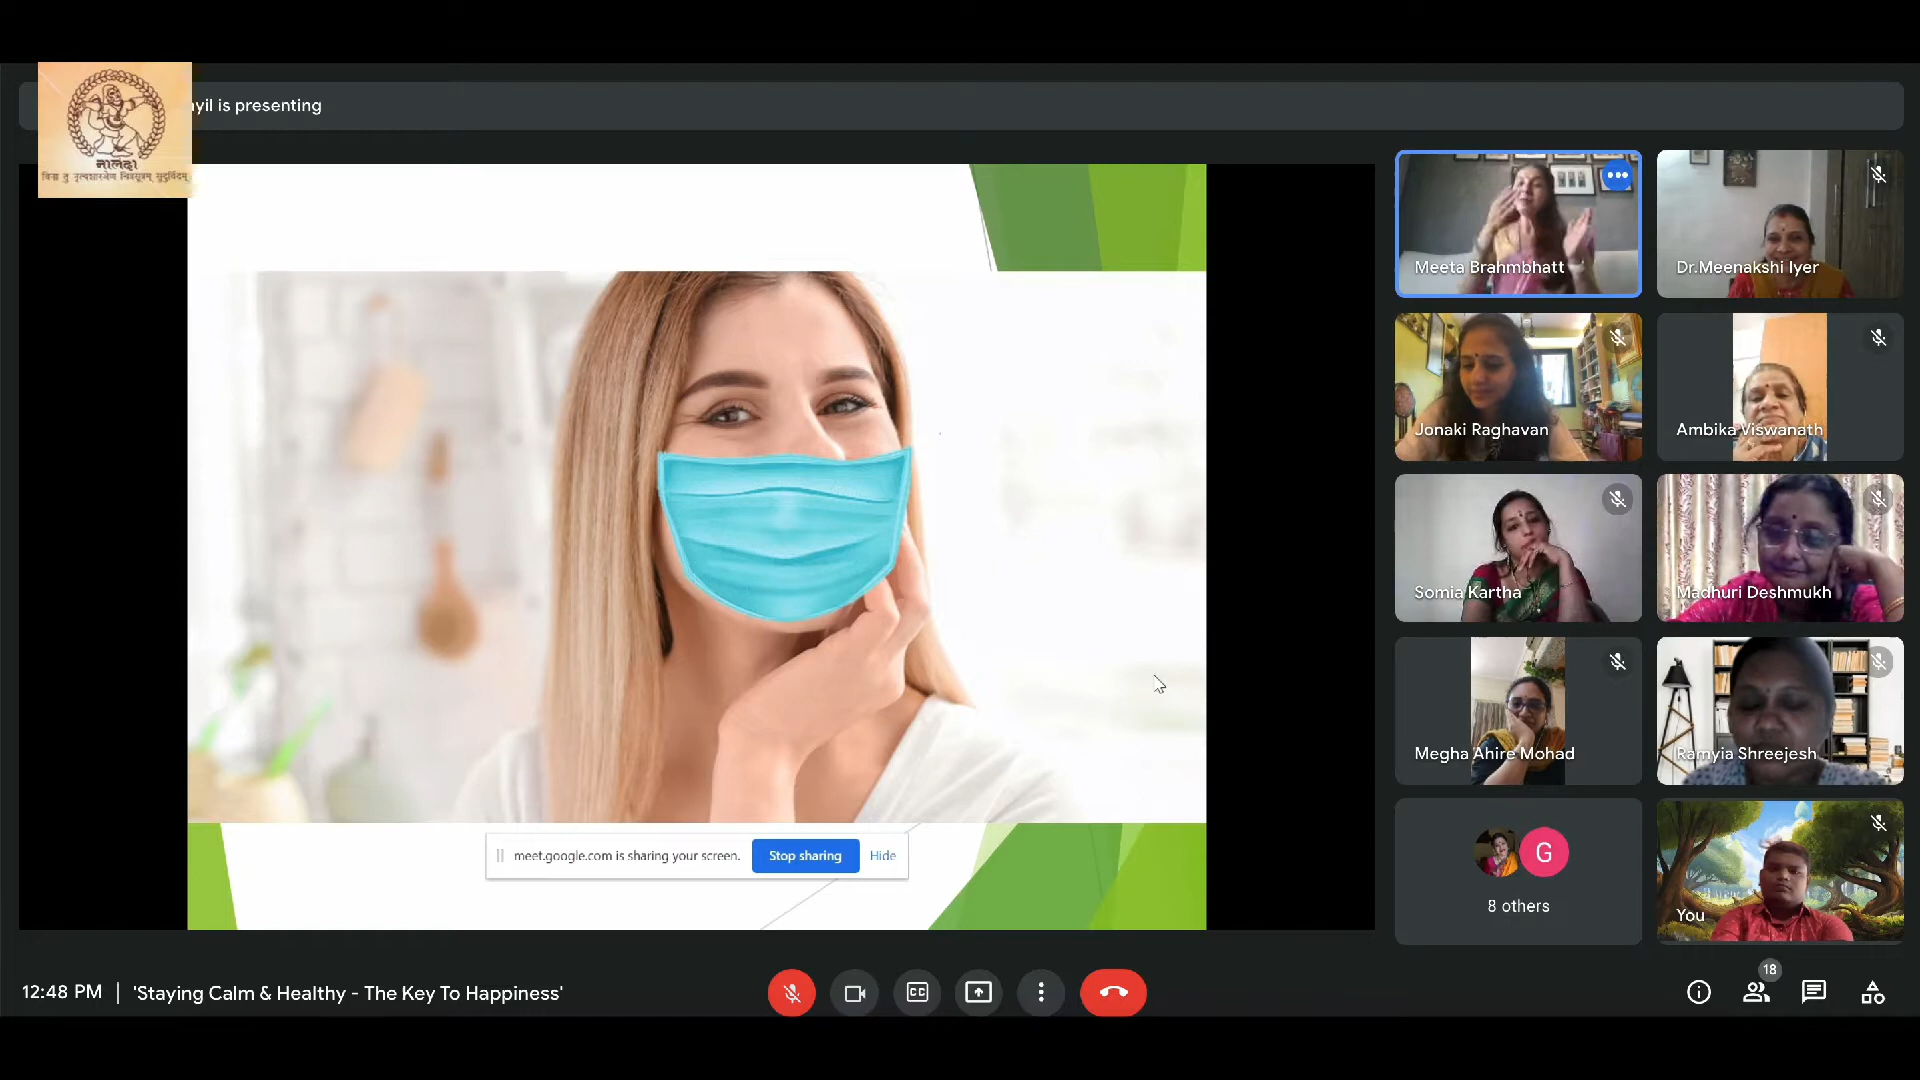 yil is presenting
नालंदा
Meeta Brahmbhatt
Dr.Meenakshi Iyer
Jonaki Raghavan
Ambika Viswanath
Somia Kartha
Madhuri Deshmukh
Megha Ahire Mohad
Ramyia Shreejesh
G
8 others
You
meet.google.com is sharing your screen.
Stop sharing
Hide
12:48 PM | 'Staying Calm & Healthy - The Key To Happiness'
CC
18